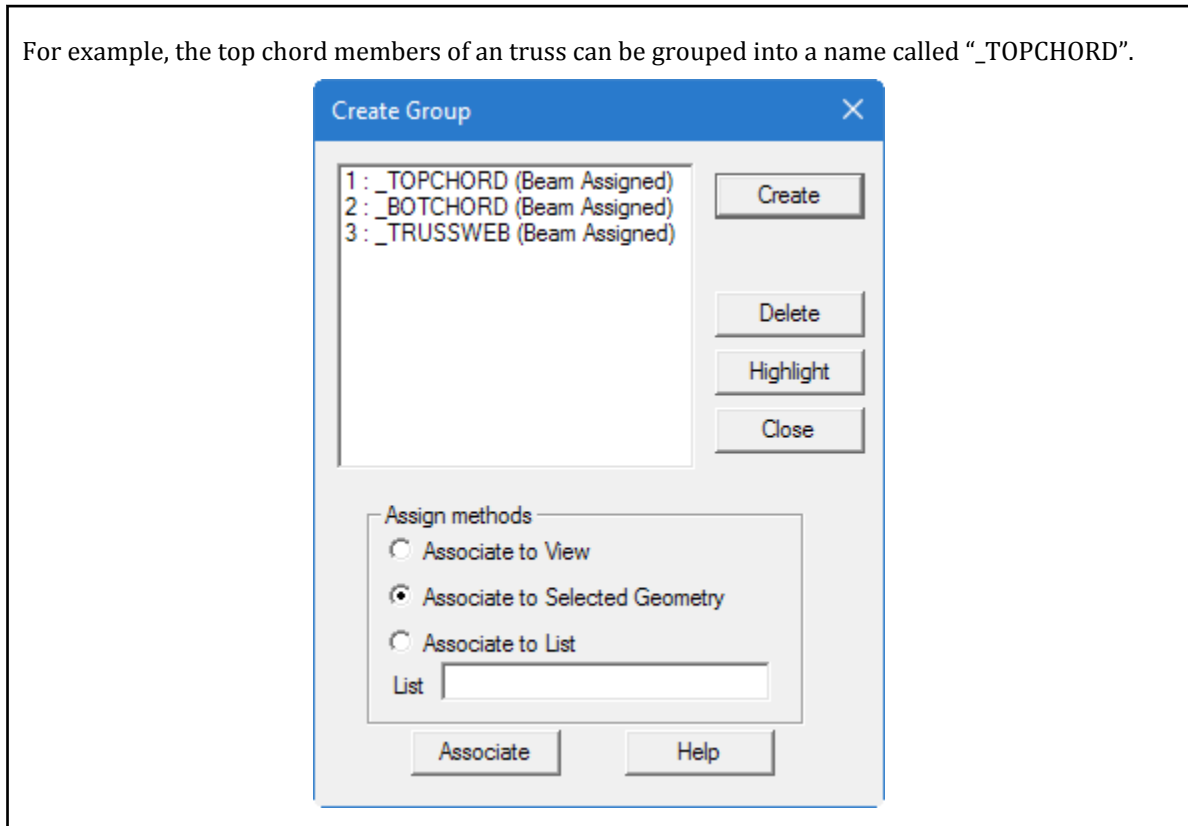 For example, the top chord members of an truss can be grouped into a name called “_TOPCHORD”.
Create Group
1 : _TOPCHORD (Beam Assigned)
2 : _BOTCHORD (Beam Assigned)
3 : _TRUSSWEB (Beam Assigned)
Create
Delete
Highlight
Close
Assign methods
Associate to View
Associate to Selected Geometry
Associate to List
List
Associate Help